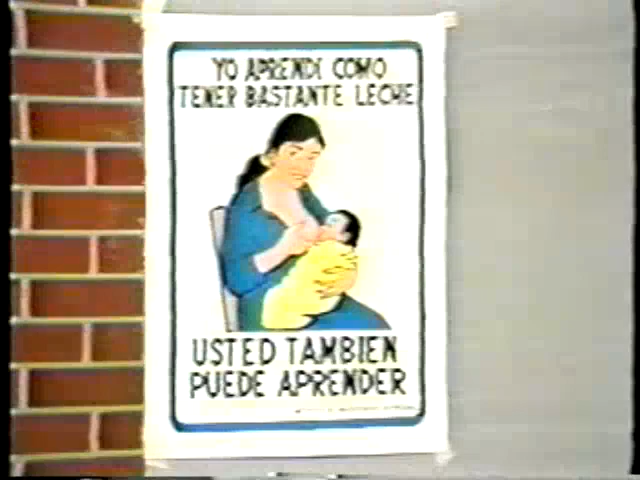 YO APRENDI COMO
TENER BASTANTE LECHE
USTED TAMBIEN
PUEDE APRENDER